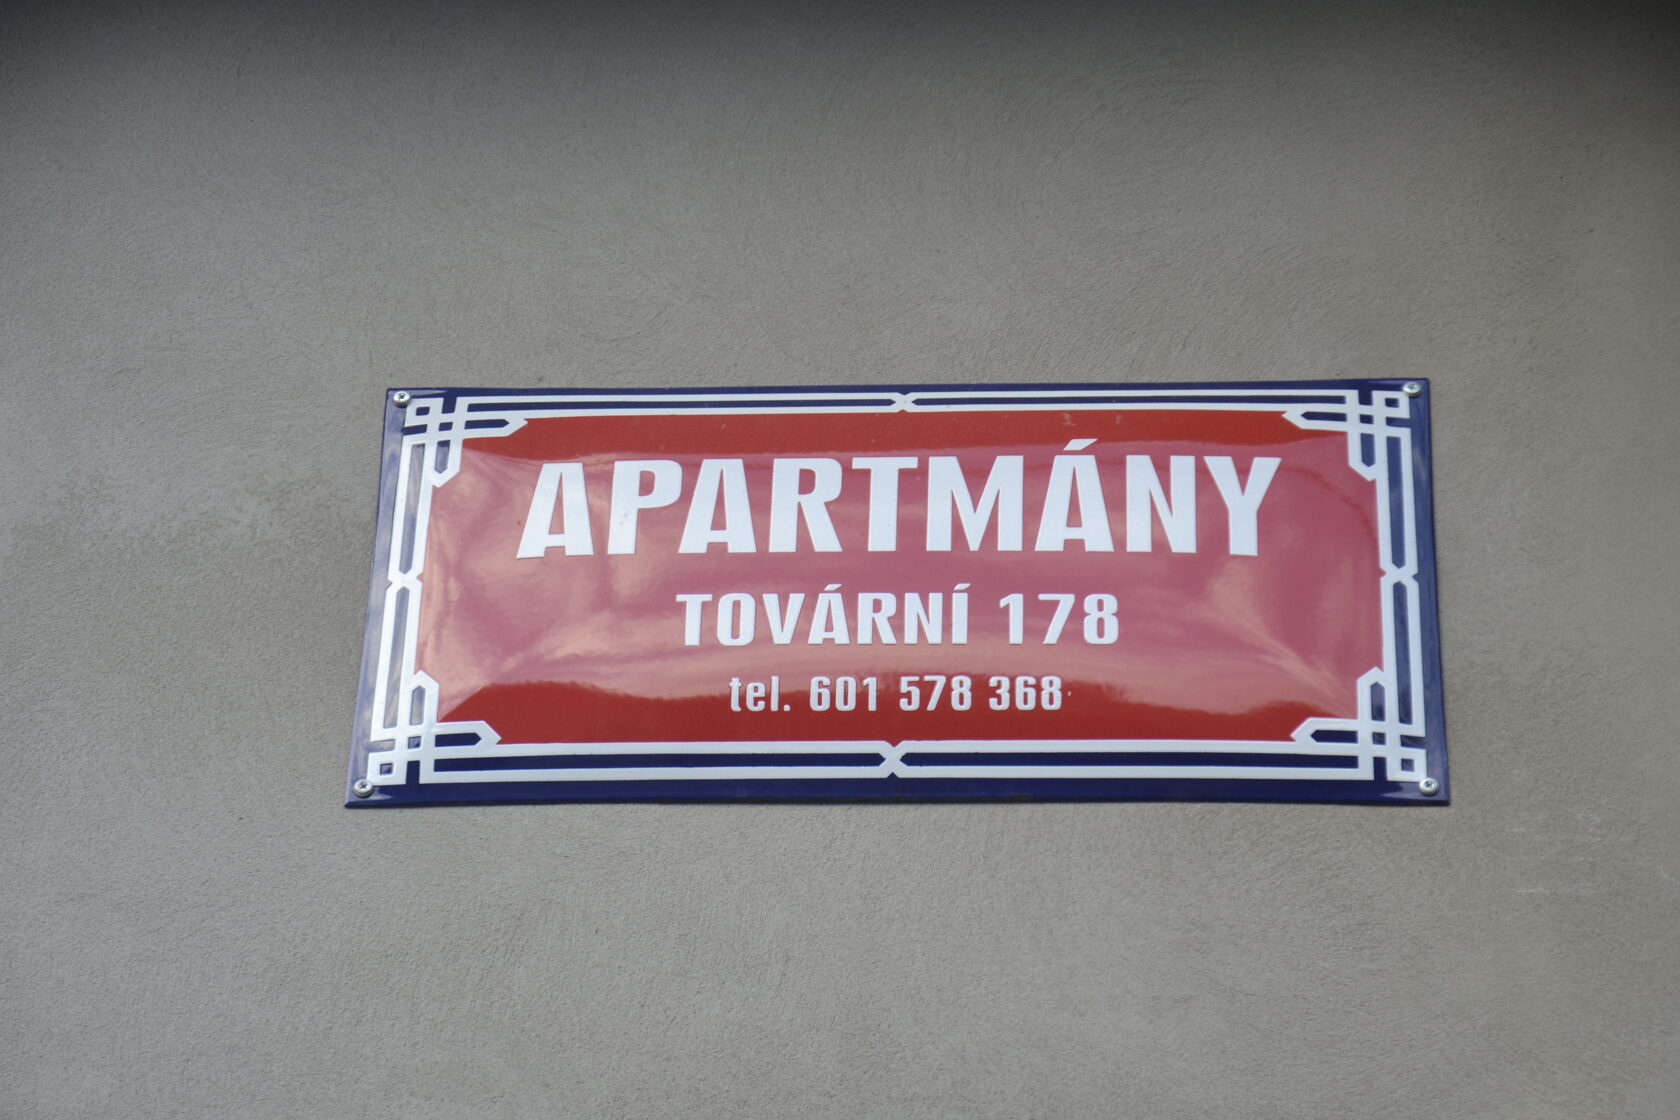 APARTMÁNY
TOVÁRNÍ 178
tel. 601 578 368